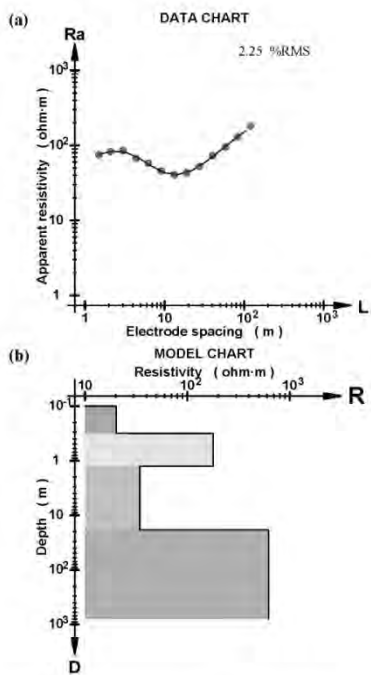 (a)
DATA CHART
Ra
2.25 %RMS
Apparent resistivity ( ohm·m )
10³
10²
10
1
1
10
10²
10³
L
Electrode spacing ( m )
(b)
MODEL CHART
Resistivity ( ohm·m )
10
10²
10³
R
Depth ( m )
10⁻¹
1
10
10²
10³
D